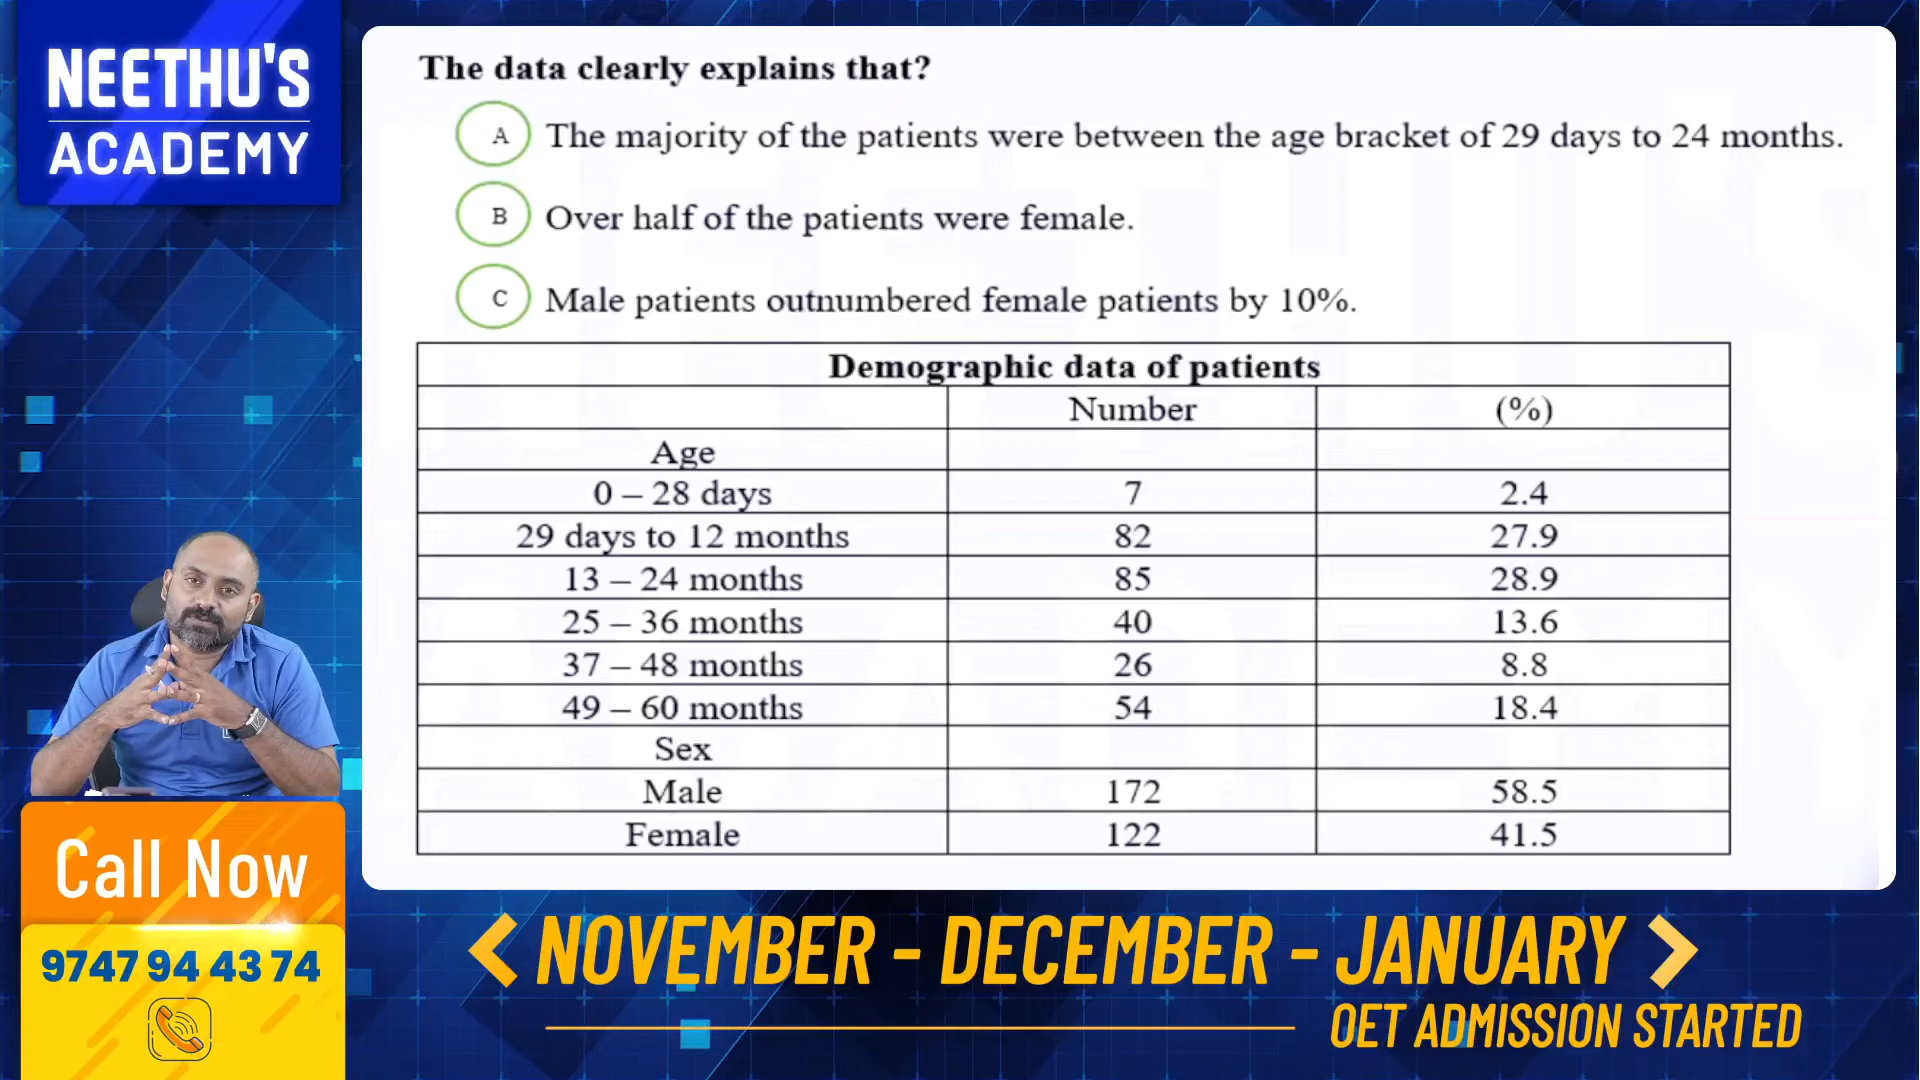 NEETHU'S
ACADEMY
The data clearly explains that?
A The majority of the patients were between the age bracket of 29 days to 24 months.
B Over half of the patients were female.
C Male patients outnumbered female patients by 10%.
Demographic data of patients
Number (%)
Age
0 – 28 days 7 2.4
29 days to 12 months 82 27.9
13 – 24 months 85 28.9
25 – 36 months 40 13.6
37 – 48 months 26 8.8
49 – 60 months 54 18.4
Sex
Male 172 58.5
Female 122 41.5
Call Now
9747 94 43 74
NOVEMBER - DECEMBER - JANUARY
OET ADMISSION STARTED